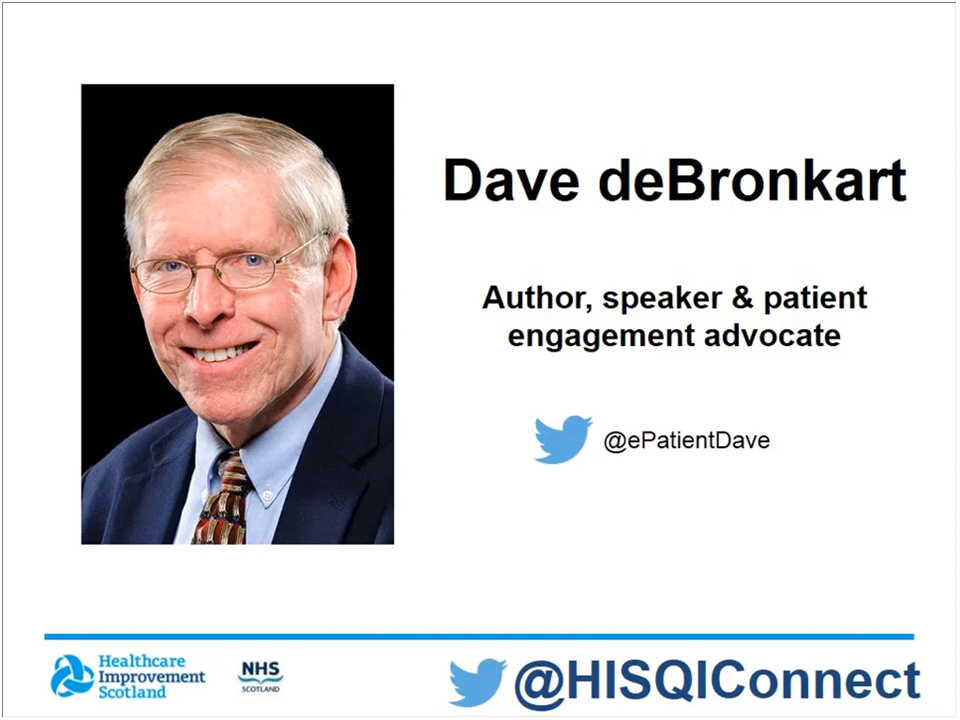 Dave deBronkart
Author, speaker & patient
engagement advocate
@ePatientDave
Healthcare
Improvement
Scotland
NHS
SCOTLAND
@HISQIConnect